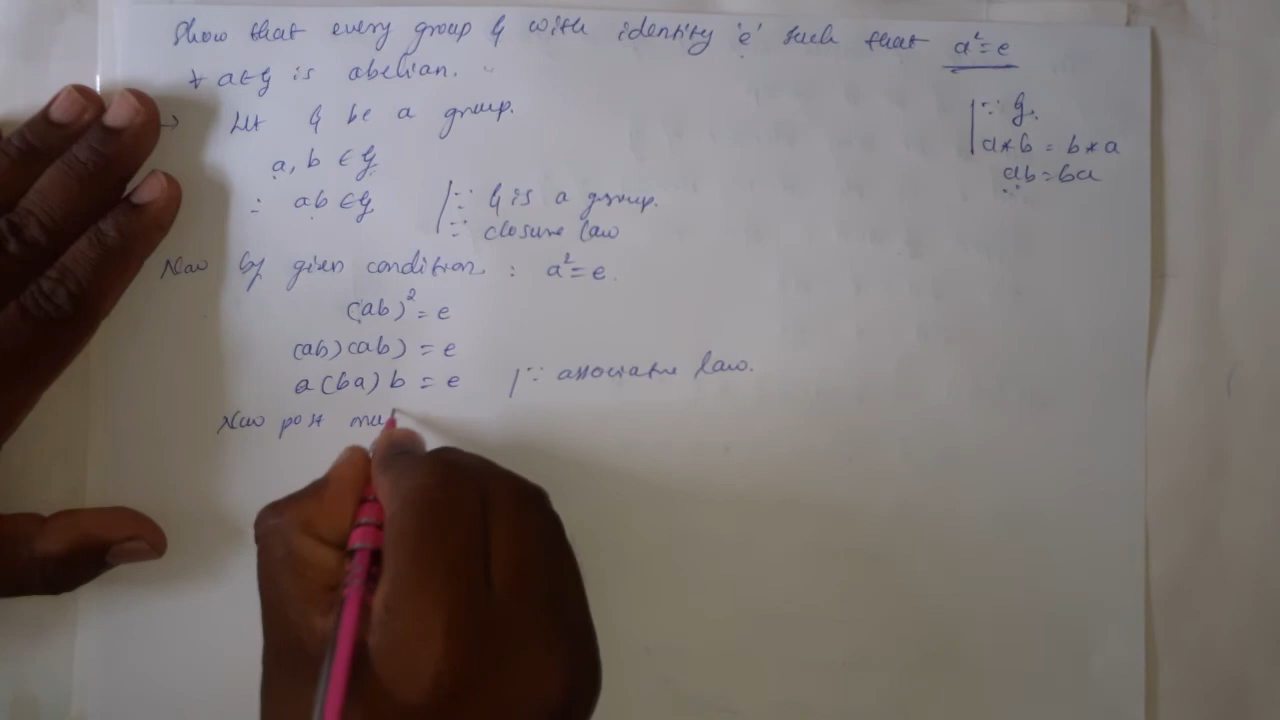 Show that every group G with identity 'e' such that a²=e
∀ a∈G is abelian.
→ Let G be a group.
a, b ∈ G
∴ ab ∈ G |∵ G is a group.
∵ closure law
Now by given condition : a²=e.
(ab)² = e
(ab)(ab) = e
a(ba)b = e |∵ associative law.
Now post mu
|∵ G.
a*b = b*a
ab=ba